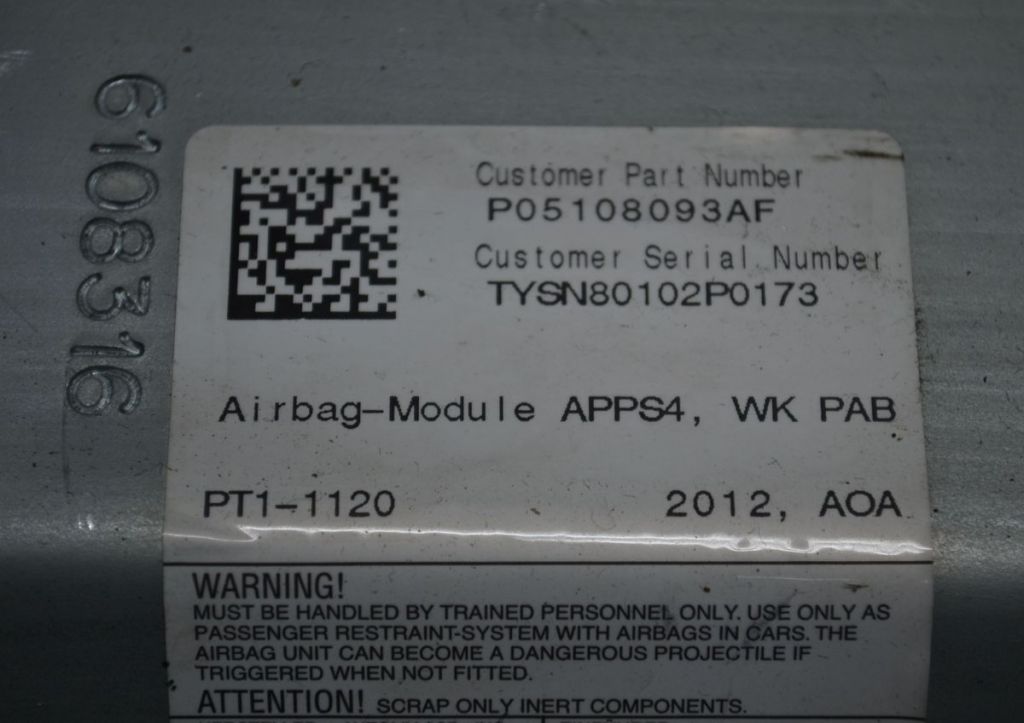 6108316
Customer Part Number
P05108093AF
Customer Serial Number
TYSN80102P0173
Airbag-Module APPS4, WK PAB
PT1-1120 2012, AOA
WARNING!
MUST BE HANDLED BY TRAINED PERSONNEL ONLY. USE ONLY AS
PASSENGER RESTRAINT-SYSTEM WITH AIRBAGS IN CARS. THE
AIRBAG UNIT CAN BECOME A DANGEROUS PROJECTILE IF
TRIGGERED WHEN NOT FITTED.
ATTENTION! SCRAP ONLY INERT COMPONENTS.